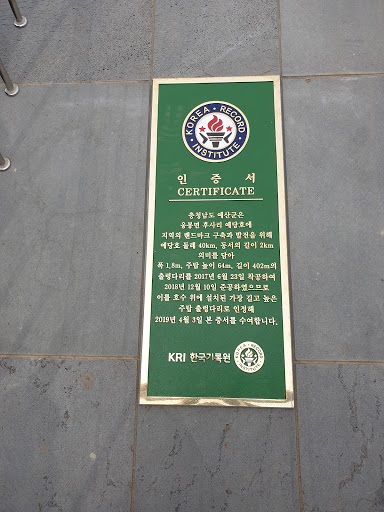 KOREA · RECORD
· INSTITUTE ·
인증서
CERTIFICATE
충청남도 예산군은
응봉면 후사리 예당호에
지역의 랜드마크 구축과 발전을 위해
예당호 둘레 40km, 동서의 길이 2km
의미를 담아
폭 1.8m, 주탑 높이 64m, 길이 402m의
출렁다리를 2017년 6월 23일 착공하여
2018년 12월 10일 준공하였으므로
이를 호수 위에 설치된 가장 길고 높은
주탑 출렁다리로 인정해
2019년 4월 3일 본 증서를 수여합니다.
KRI 한국기록원